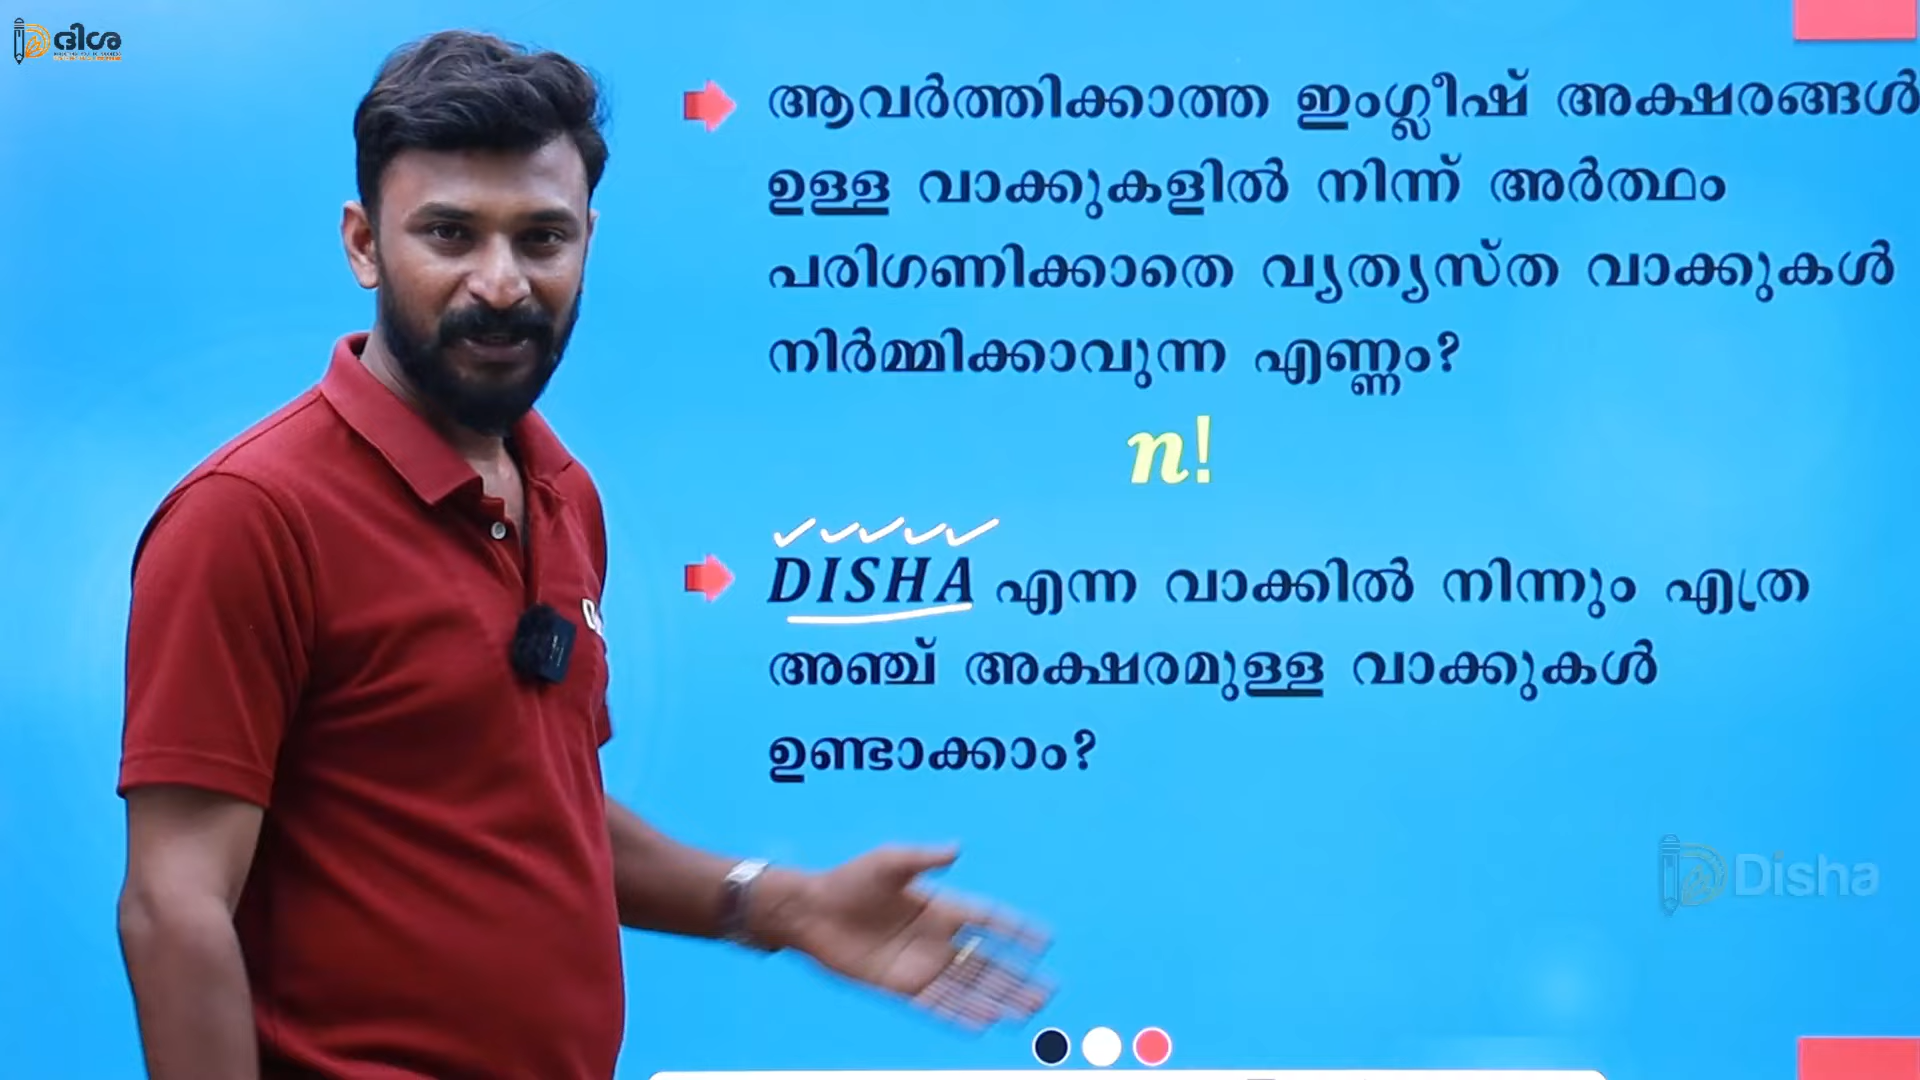 ദിശ
ആവർത്തിക്കാത്ത ഇംഗ്ലീഷ് അക്ഷരങ്ങൾ
ഉള്ള വാക്കുകളിൽ നിന്ന് അർത്ഥം
പരിഗണിക്കാതെ വ്യത്യസ്ത വാക്കുകൾ
നിർമ്മിക്കാവുന്ന എണ്ണം?
n!
DISHA എന്ന വാക്കിൽ നിന്നും എത്ര
അഞ്ച് അക്ഷരമുള്ള വാക്കുകൾ
ഉണ്ടാക്കാം?
Disha